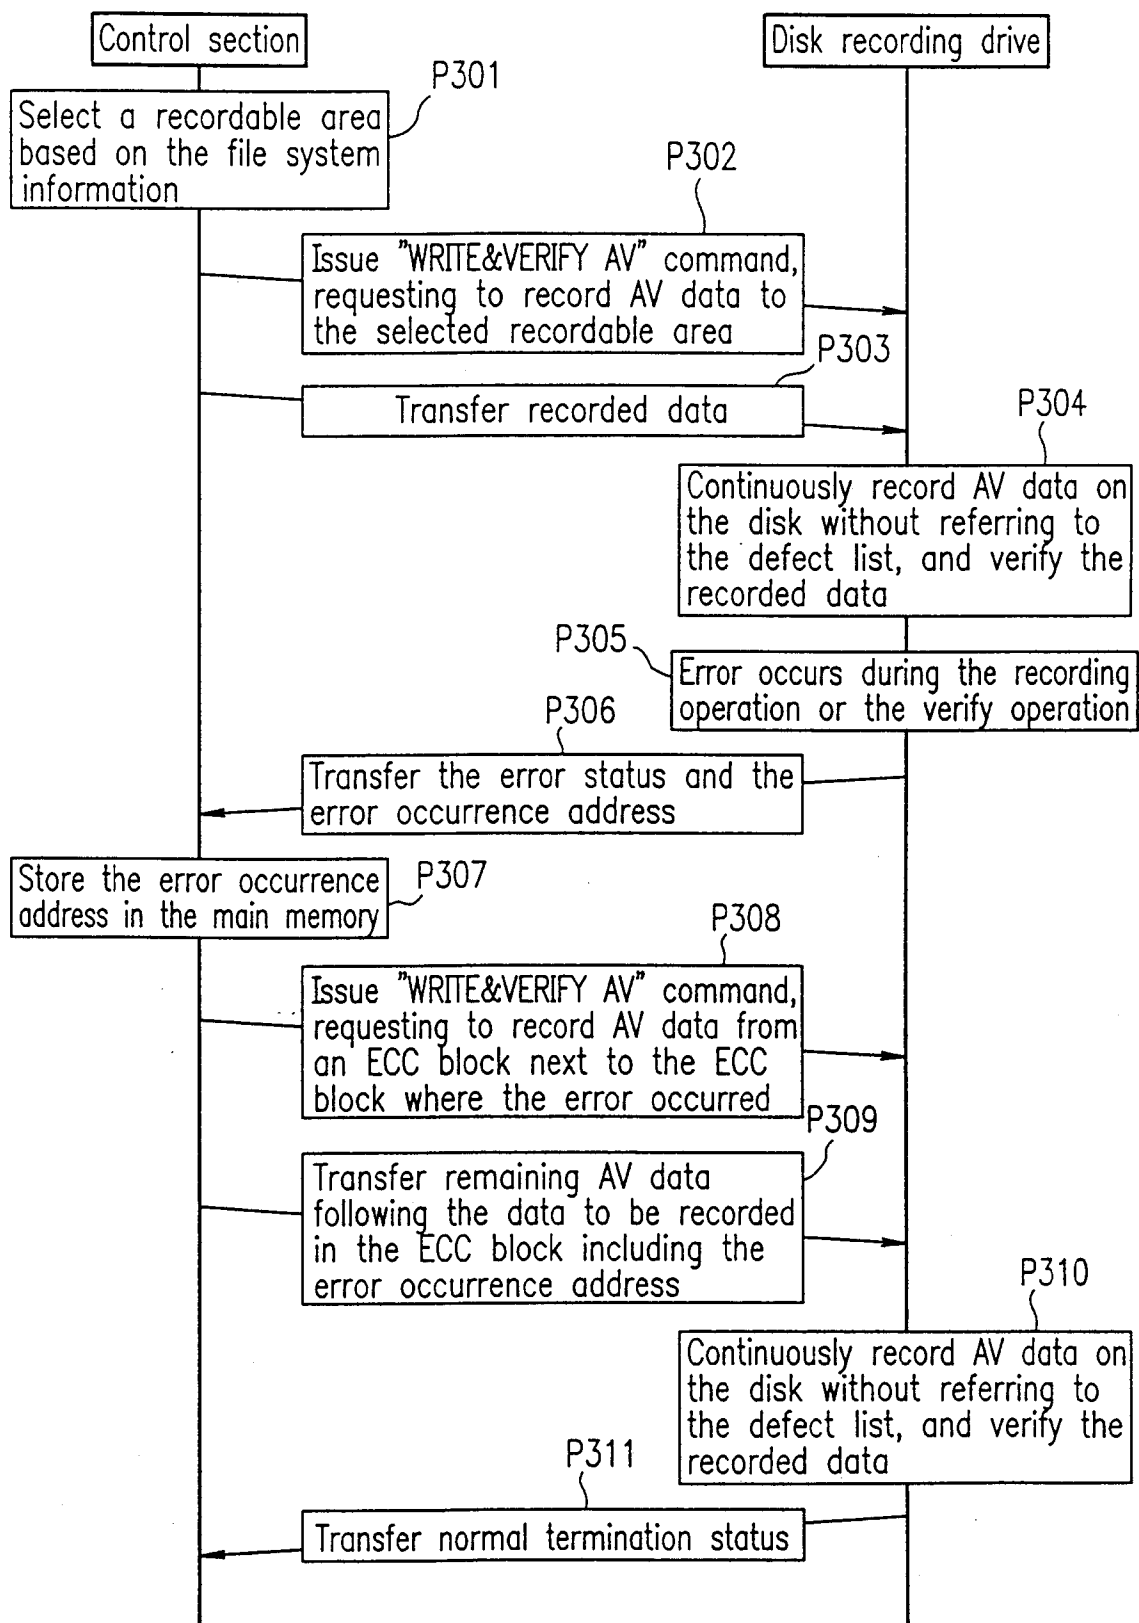 Control section
Disk recording drive
P301
Select a recordable area
based on the file system
information
P302
Issue "WRITE&VERIFY AV" command,
requesting to record AV data to
the selected recordable area
P303
Transfer recorded data
P304
Continuously record AV data on
the disk without referring to
the defect list, and verify the
recorded data
P305
Error occurs during the recording
operation or the verify operation
P306
Transfer the error status and the
error occurrence address
P307
Store the error occurrence
address in the main memory
P308
Issue "WRITE&VERIFY AV" command,
requesting to record AV data from
an ECC block next to the ECC
block where the error occurred
P309
Transfer remaining AV data
following the data to be recorded
in the ECC block including the
error occurrence address
P310
Continuously record AV data on
the disk without referring to
the defect list, and verify the
recorded data
P311
Transfer normal termination status